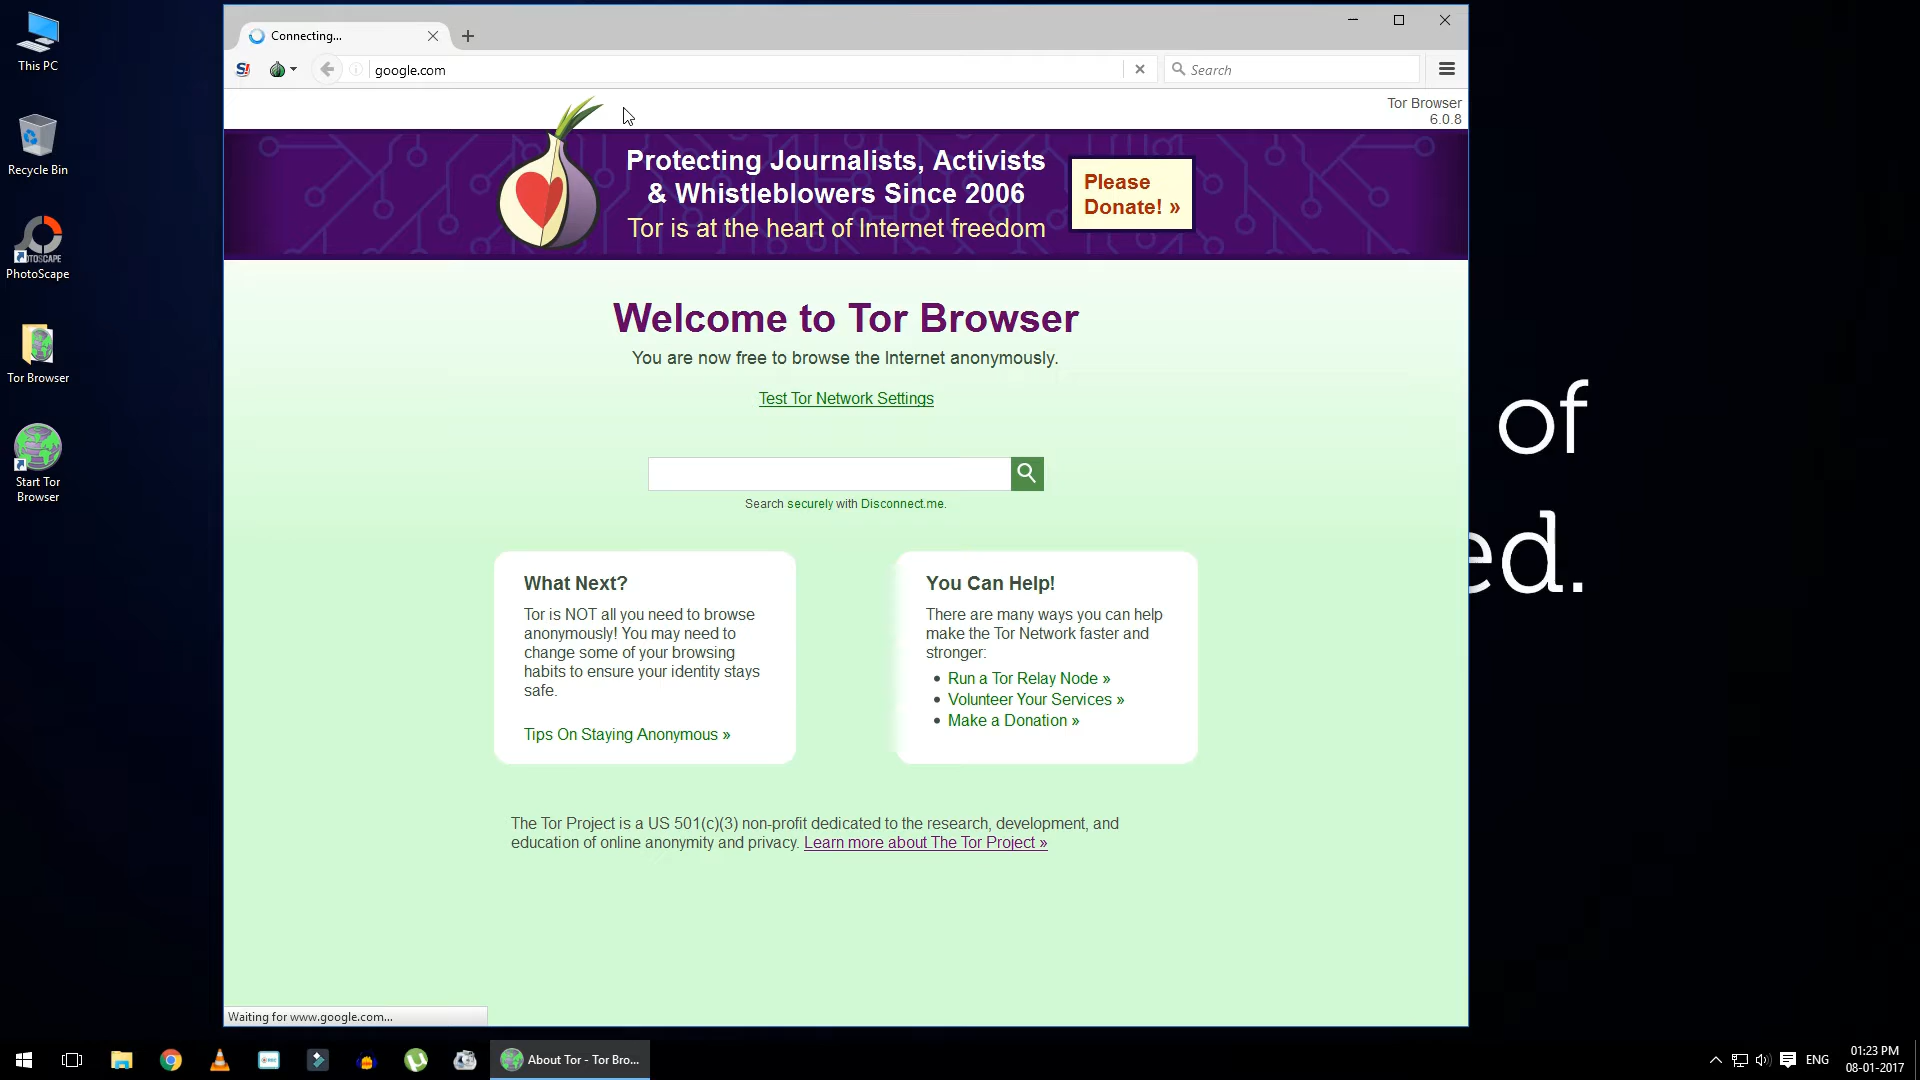 This PC
Recycle Bin
PHOTOSCAPE
PhotoScape
Tor Browser
Start Tor
Browser
Connecting...
S!
google.com
Search
Tor Browser
6.0.8
Protecting Journalists, Activists
& Whistleblowers Since 2006
Tor is at the heart of Internet freedom
Please
Donate! »
Welcome to Tor Browser
You are now free to browse the Internet anonymously.
Test Tor Network Settings
Search securely with Disconnect.me.
What Next?
Tor is NOT all you need to browse
anonymously! You may need to
change some of your browsing
habits to ensure your identity stays
safe.
Tips On Staying Anonymous »
You Can Help!
There are many ways you can help
make the Tor Network faster and
stronger:
• Run a Tor Relay Node »
• Volunteer Your Services »
• Make a Donation »
The Tor Project is a US 501(c)(3) non-profit dedicated to the research, development, and
education of online anonymity and privacy. Learn more about The Tor Project »
of
ed.
Waiting for www.google.com...
About Tor - Tor Bro...
ENG
01:23 PM
08-01-2017